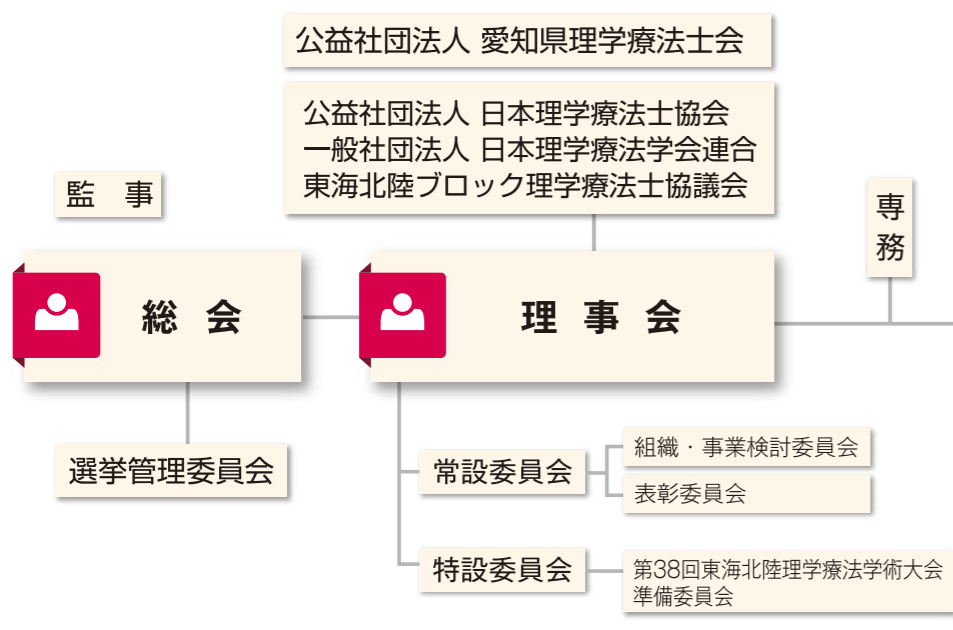 公益社団法人 愛知県理学療法士会
公益社団法人 日本理学療法士協会
一般社団法人 日本理学療法学会連合
東海北陸ブロック理学療法士協議会
監 事
専務
総 会
理 事 会
選挙管理委員会
常設委員会
組織・事業検討委員会
表彰委員会
特設委員会
第38回東海北陸理学療法学術大会
準備委員会